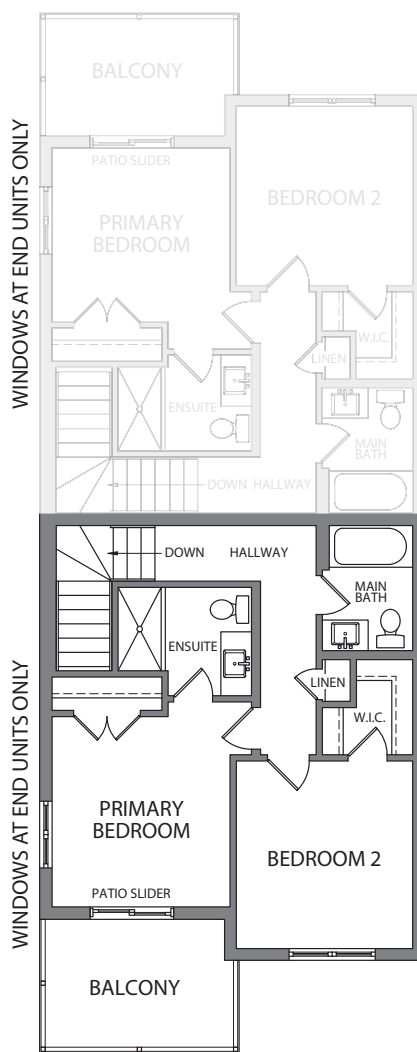 BALCONY
WINDOWS AT END UNITS ONLY
PATIO SLIDER
PRIMARY
BEDROOM
BEDROOM 2
W.I.C.
LINEN
ENSUITE
MAIN
BATH
DOWN HALLWAY
DOWN HALLWAY
MAIN
BATH
ENSUITE
LINEN
W.I.C.
WINDOWS AT END UNITS ONLY
PRIMARY
BEDROOM
BEDROOM 2
PATIO SLIDER
BALCONY